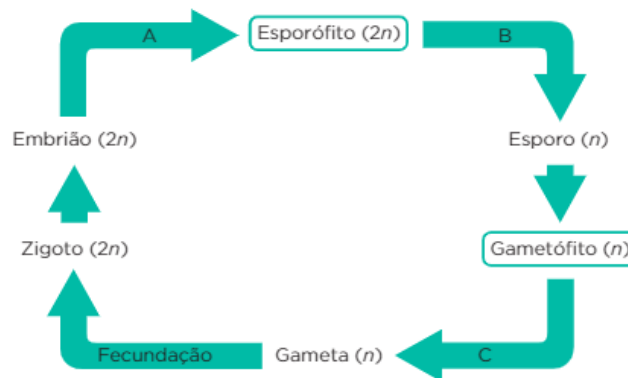 A
Esporófito (2n)
B
Embrião (2n)
Esporo (n)
Zigoto (2n)
Gametófito (n)
Fecundação
Gameta (n)
C